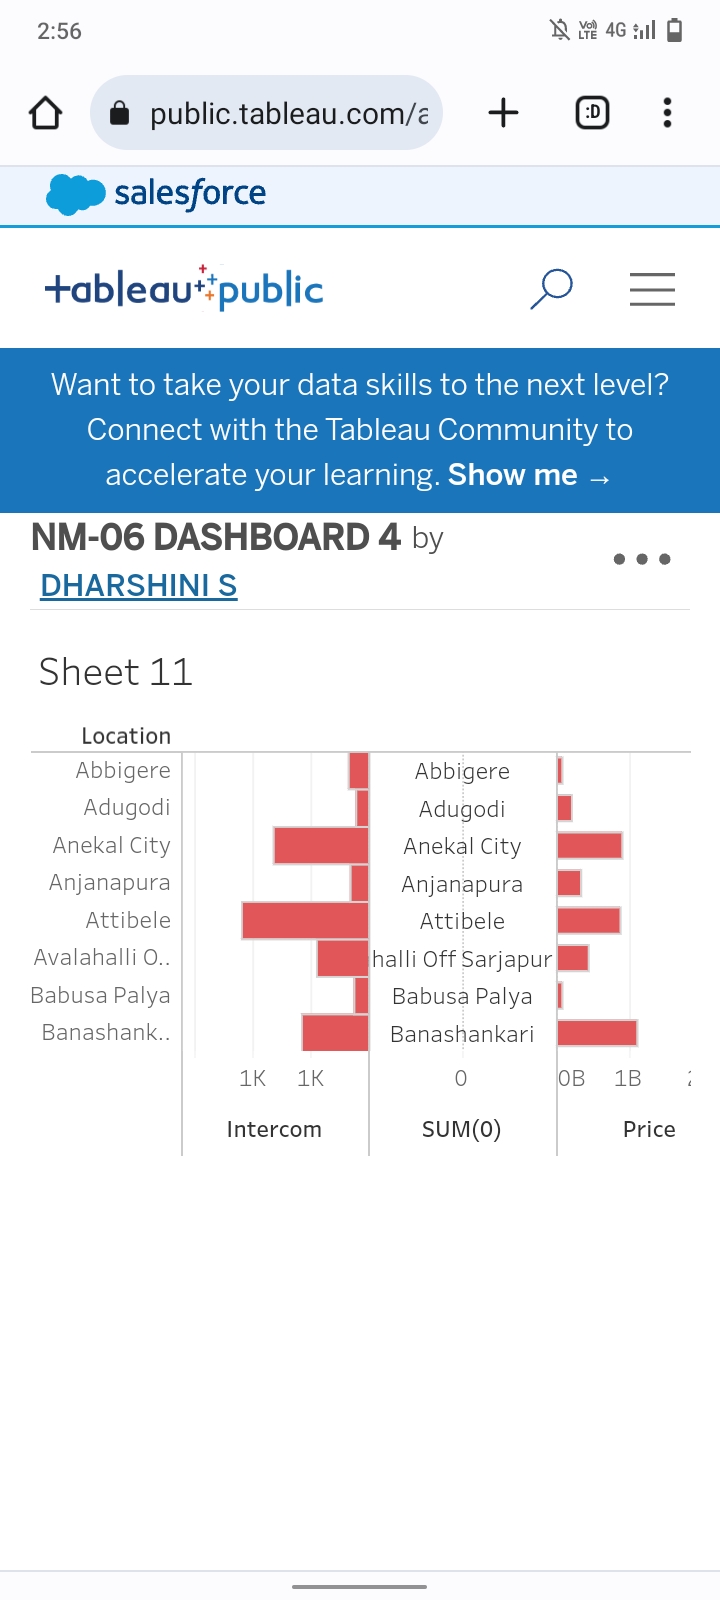 2:56
Vo)) LTE 4G
public.tableau.com/a
:D
salesforce
+ableau public
Want to take your data skills to the next level?
Connect with the Tableau Community to
accelerate your learning. Show me →
NM-06 DASHBOARD 4 by
DHARSHINI S
Sheet 11
Location
Abbigere Abbigere
Adugodi Adugodi
Anekal City Anekal City
Anjanapura Anjanapura
Attibele Attibele
Avalahalli O.. halli Off Sarjapur
Babusa Palya Babusa Palya
Banashank.. Banashankari
1K 1K 0 0B 1B
Intercom SUM(0) Price